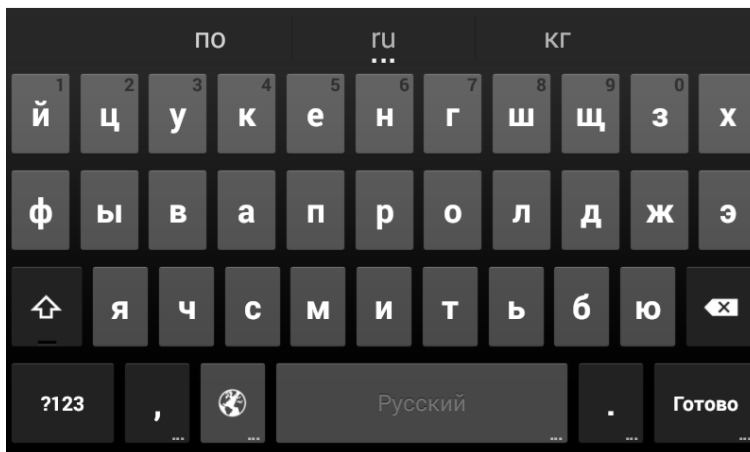 по ru кг
1 2 3 4 5 6 7 8 9 0
й ц у к е н г ш щ з х
ф ы в а п р о л д ж э
я ч с м и т ь б ю
?123 , Русский . Готово